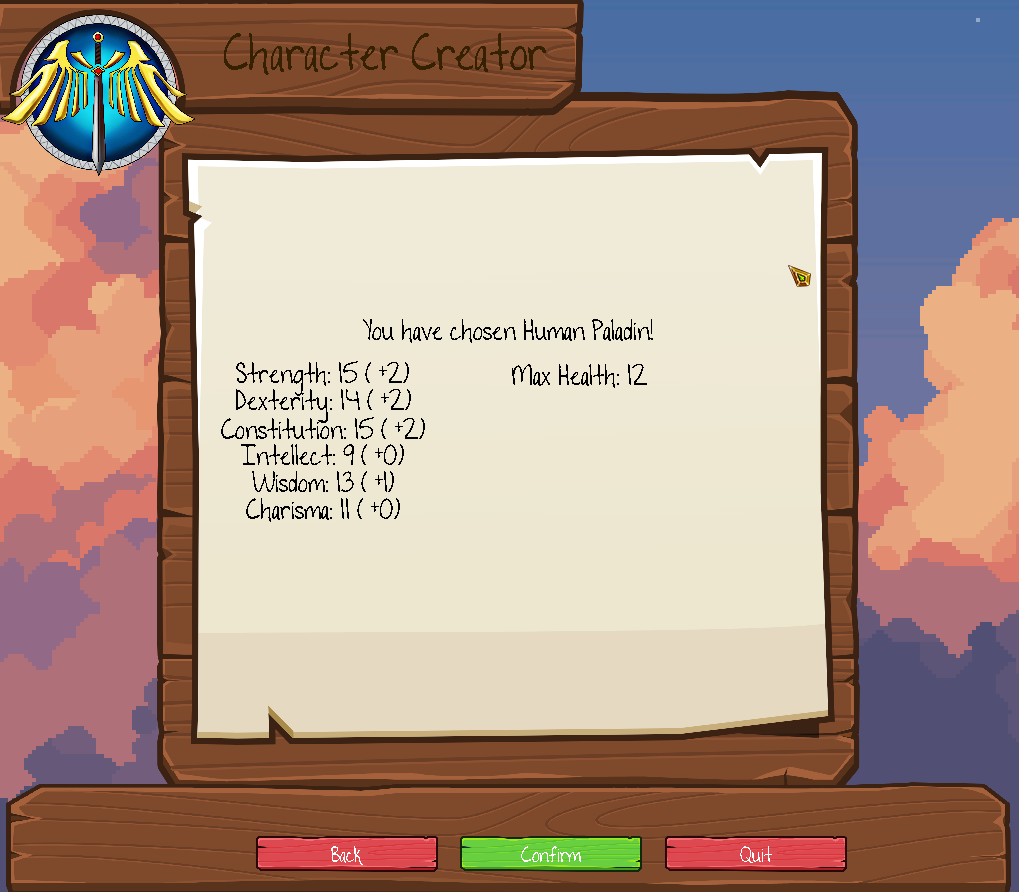 Character Creator
You have chosen Human Paladin!
Strength: 15 ( +2)
Max Health: 12
Dexterity: 14 ( +2)
Constitution: 15 ( +2)
Intellect: 9 ( +0)
Wisdom: 13 ( +1)
Charisma: 11 ( +0)
Back
Confirm
Quit